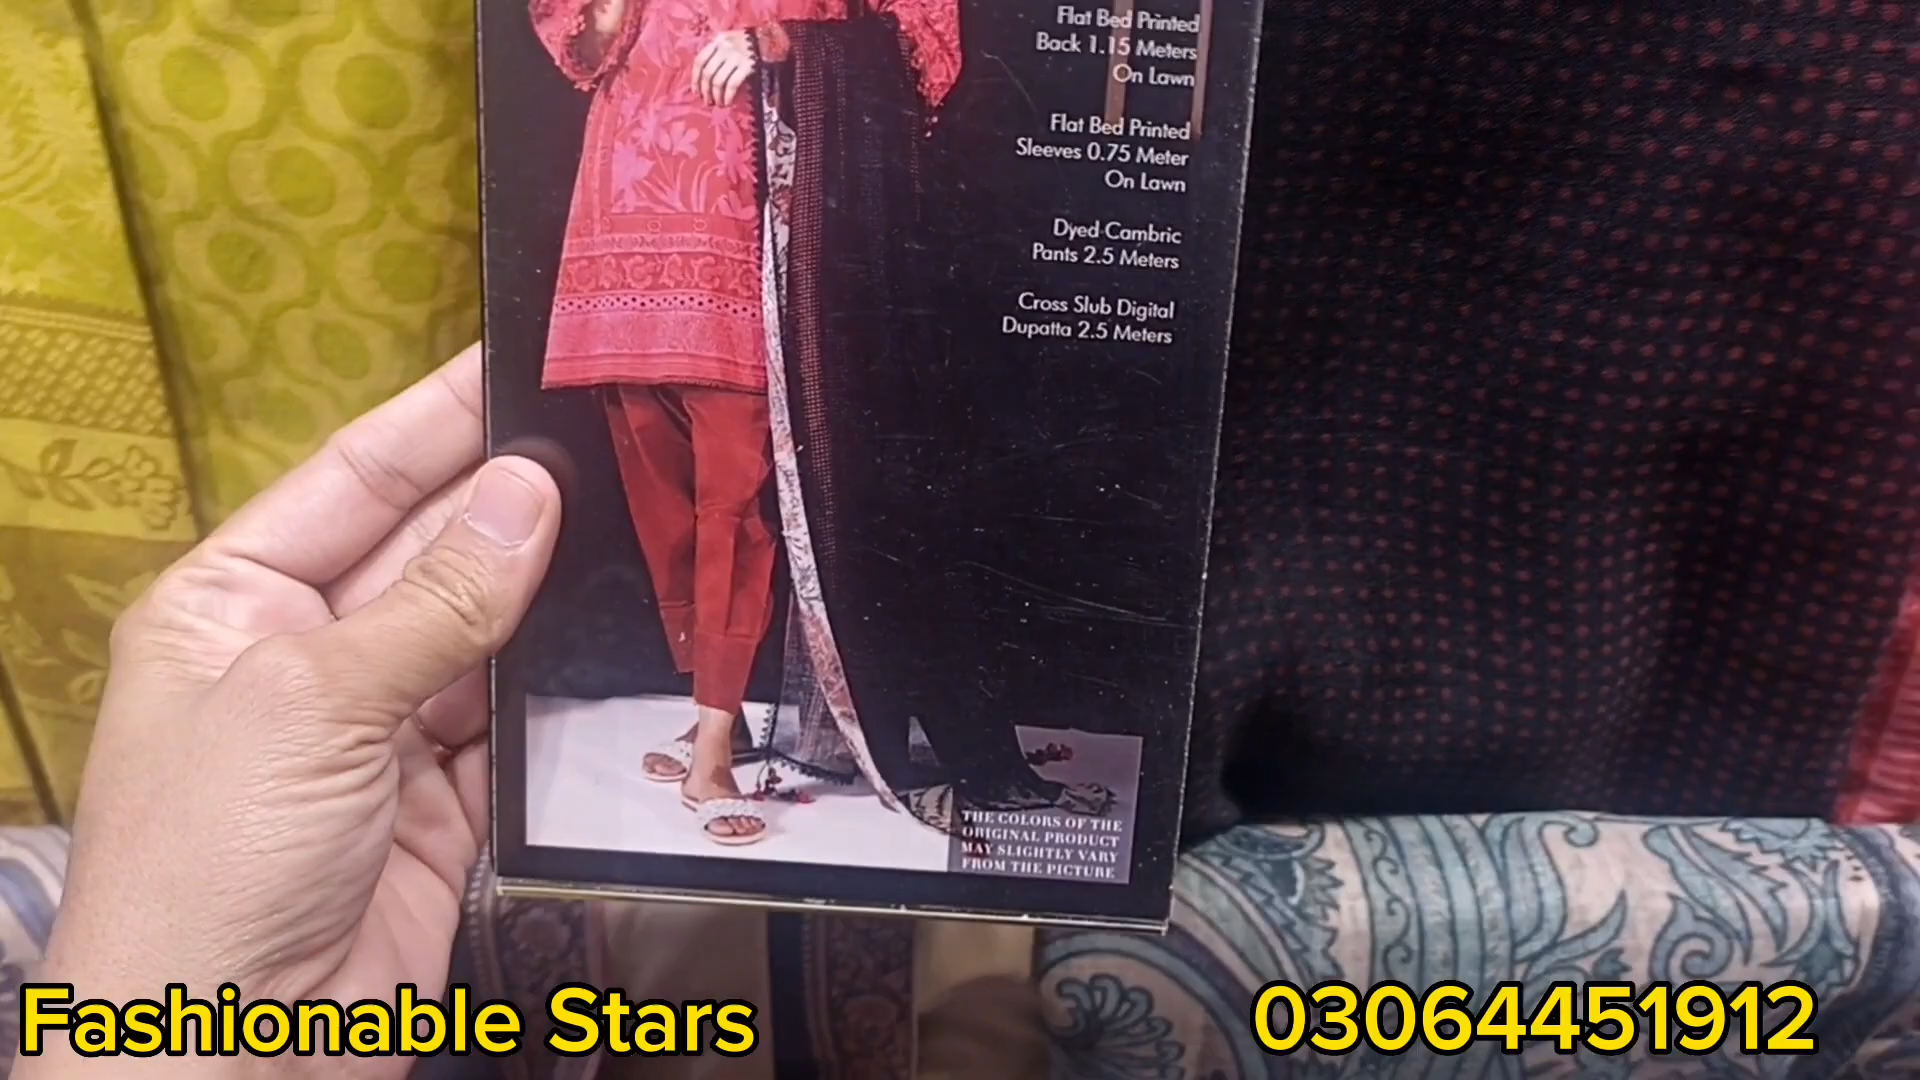 Flat Bed Printed
Back 1.15 Meters
On Lawn
Flat Bed Printed
Sleeves 0.75 Meter
On Lawn
Dyed Cambric
Pants 2.5 Meters
Cross Slub Digital
Dupatta 2.5 Meters
THE COLORS OF THE
ORIGINAL PRODUCT
MAY SLIGHTLY VARY
FROM THE PICTURE
Fashionable Stars
03064451912